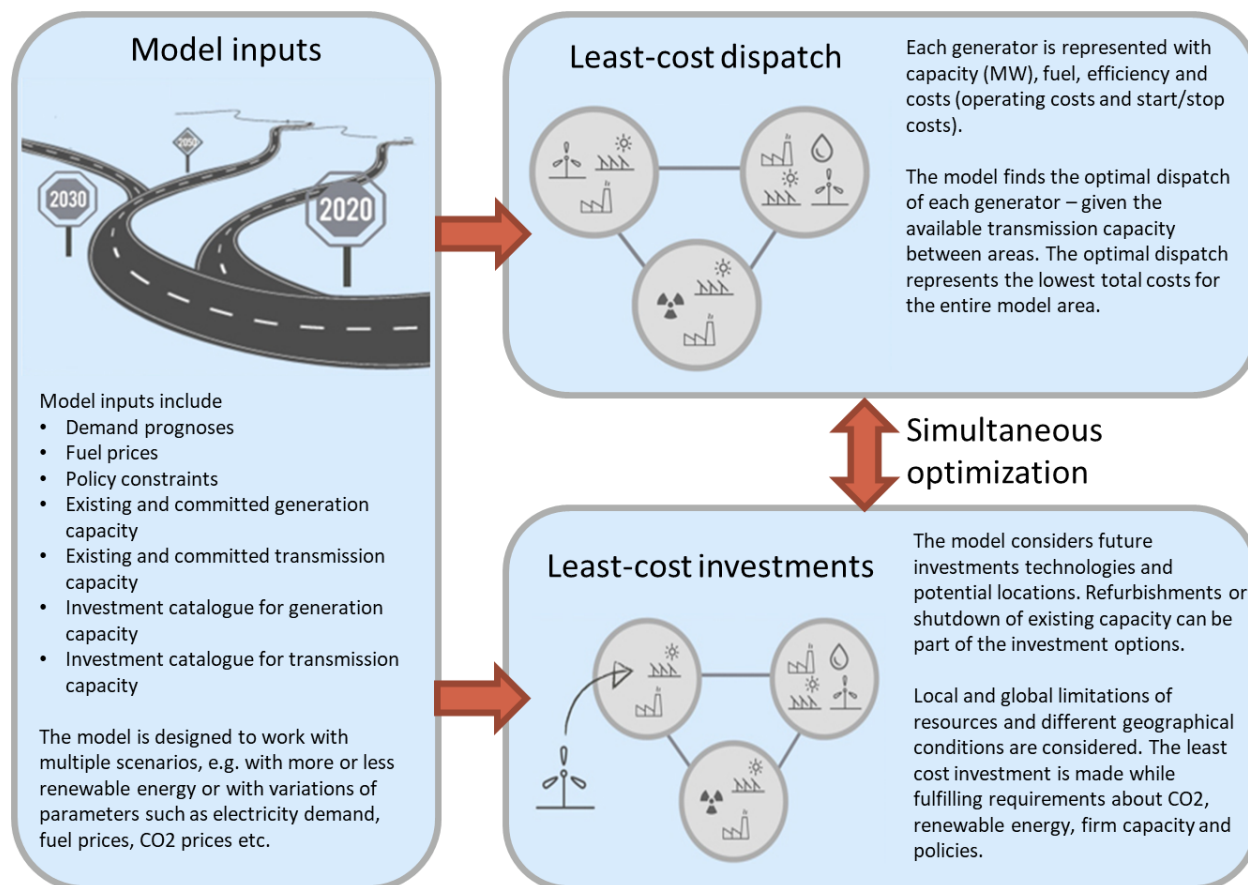 Model inputs
2050
2030
2020
Model inputs include
• Demand prognoses
• Fuel prices
• Policy constraints
• Existing and committed generation
capacity
• Existing and committed transmission
capacity
• Investment catalogue for generation
capacity
• Investment catalogue for transmission
capacity
The model is designed to work with
multiple scenarios, e.g. with more or less
renewable energy or with variations of
parameters such as electricity demand,
fuel prices, CO2 prices etc.
Least-cost dispatch
Each generator is represented with
capacity (MW), fuel, efficiency and
costs (operating costs and start/stop
costs).
The model finds the optimal dispatch
of each generator – given the
available transmission capacity
between areas. The optimal dispatch
represents the lowest total costs for
the entire model area.
Simultaneous
optimization
Least-cost investments
The model considers future
investments technologies and
potential locations. Refurbishments or
shutdown of existing capacity can be
part of the investment options.
Local and global limitations of
resources and different geographical
conditions are considered. The least
cost investment is made while
fulfilling requirements about CO2,
renewable energy, firm capacity and
policies.